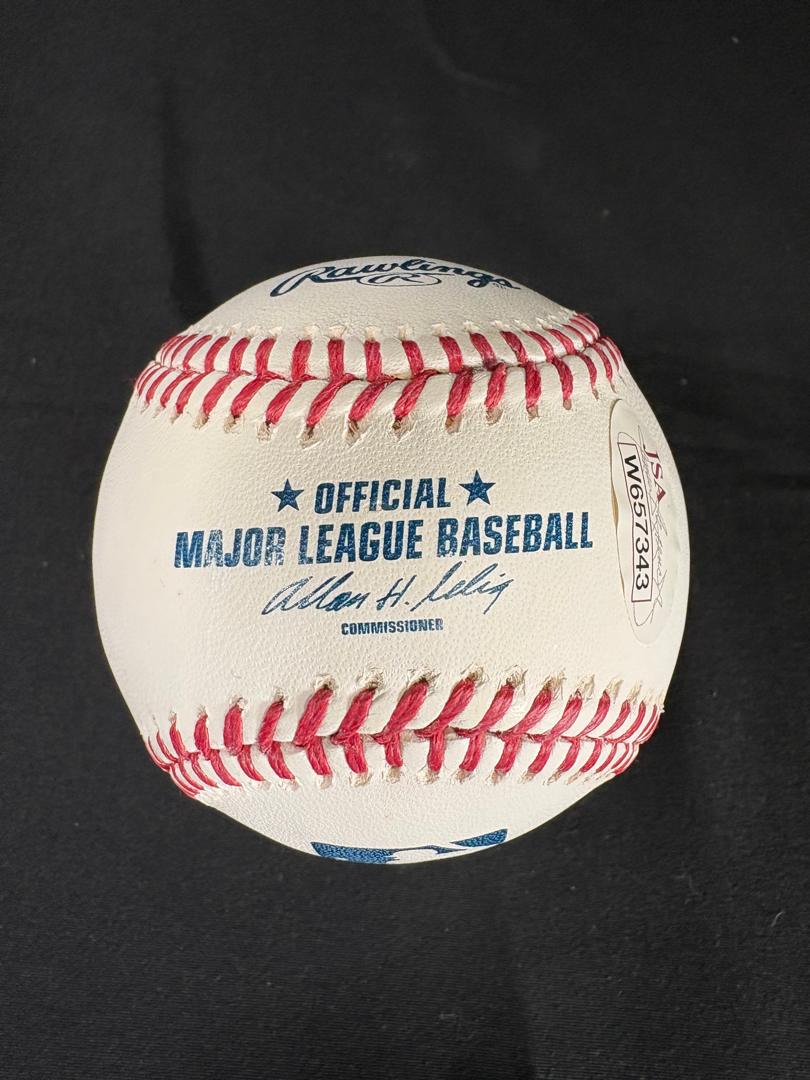 Rawlings
R
★ OFFICIAL ★
MAJOR LEAGUE BASEBALL
Allan H. Selig
COMMISSIONER
JSA
W657343